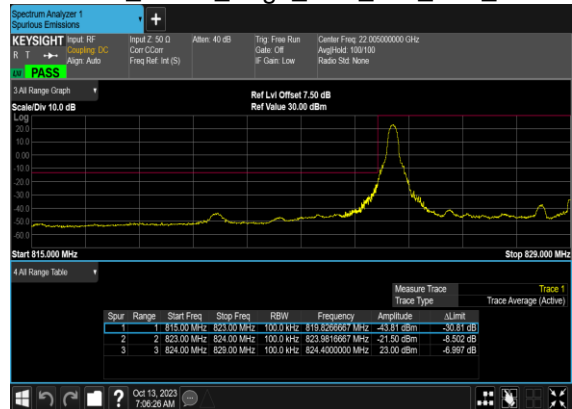 Spectrum Analyzer 1
Spurious Emissions
KEYSIGHT Input: RF Input Z: 50 Ω Atten: 40 dB Trig: Free Run Center Freq: 22.005000000 GHz
R T Coupling: DC Corr CCorr Gate: Off Avg|Hold: 100/100
Align: Auto Freq Ref: Int (S) IF Gain: Low Radio Std: None
PASS
3 All Range Graph Ref Lvl Offset 7.50 dB
Scale/Div 10.0 dB Ref Value 30.00 dBm
Log
20.0
10.0
0.00
-10.0
-20.0
-30.0
-40.0
-50.0
-60.0
Start 815.000 MHz Stop 829.000 MHz
4 All Range Table
Measure Trace Trace 1
Trace Type Trace Average (Active)
Spur Range Start Freq Stop Freq RBW Frequency Amplitude ΔLimit
1 1 815.00 MHz 823.00 MHz 100.0 kHz 819.8266667 MHz -43.81 dBm -30.81 dB
2 2 823.00 MHz 824.00 MHz 100.0 kHz 823.9816667 MHz -21.50 dBm -8.502 dB
3 3 824.00 MHz 829.00 MHz 100.0 kHz 824.4000000 MHz 23.00 dBm -6.997 dB
? Oct 13, 2023
7:06:26 AM